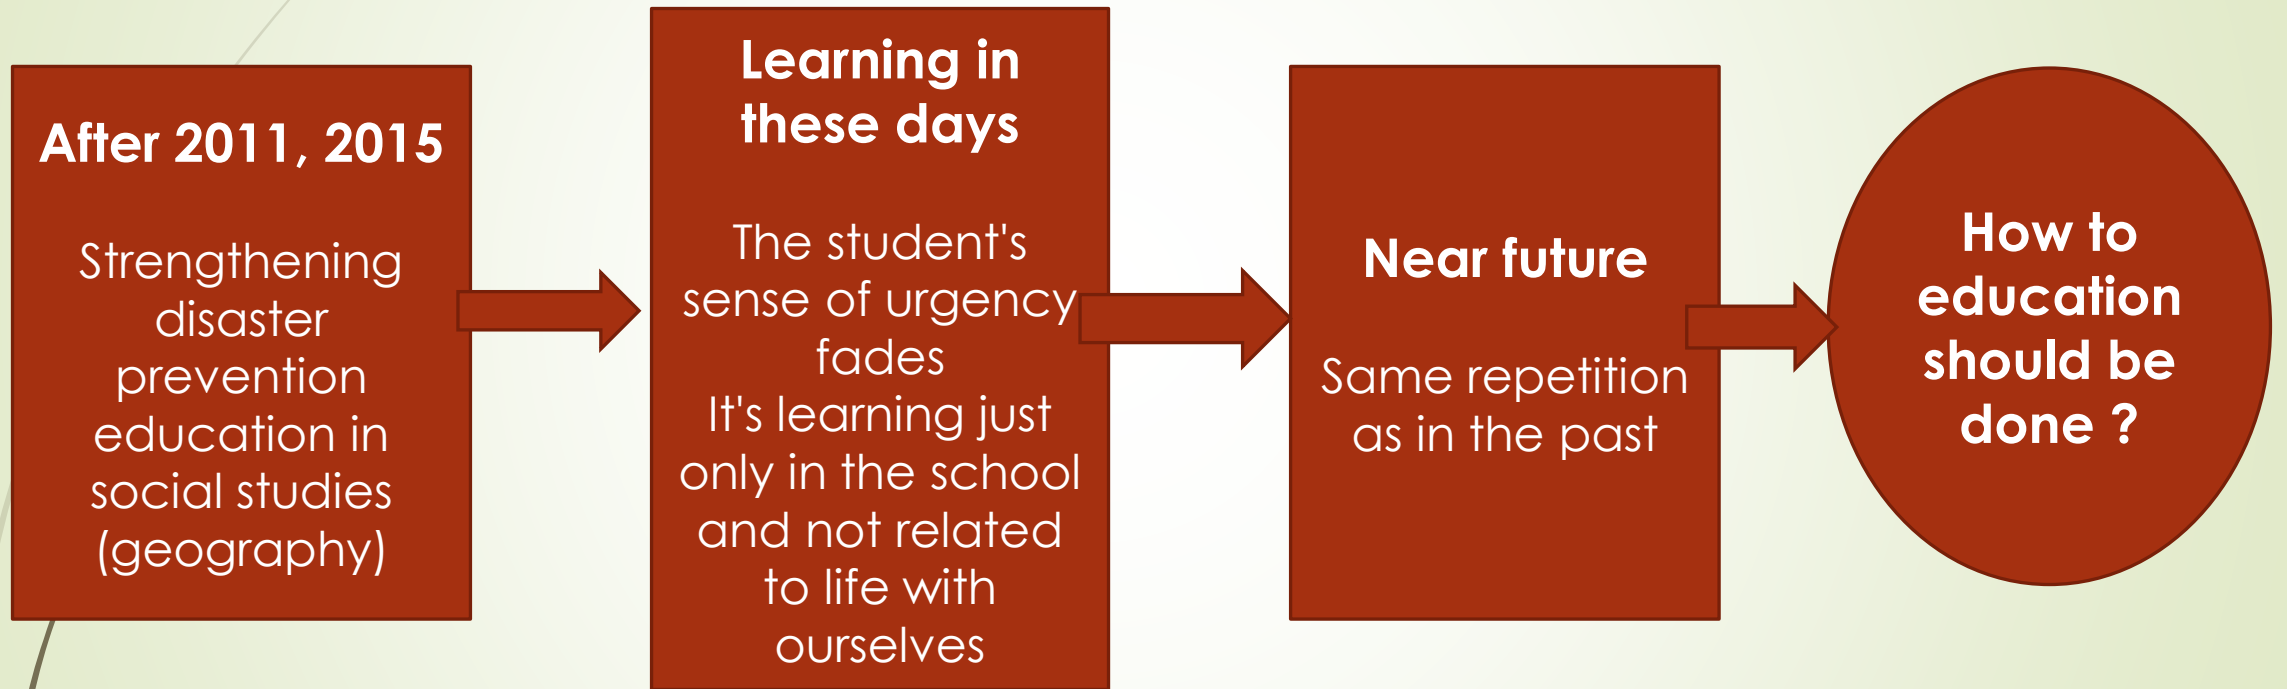 After 2011, 2015
Strengthening
disaster
prevention
education in
social studies
(geography)
Learning in
these days
The student's
sense of urgency
fades
It's learning just
only in the school
and not related
to life with
ourselves
Near future
Same repetition
as in the past
How to
education
should be
done ?